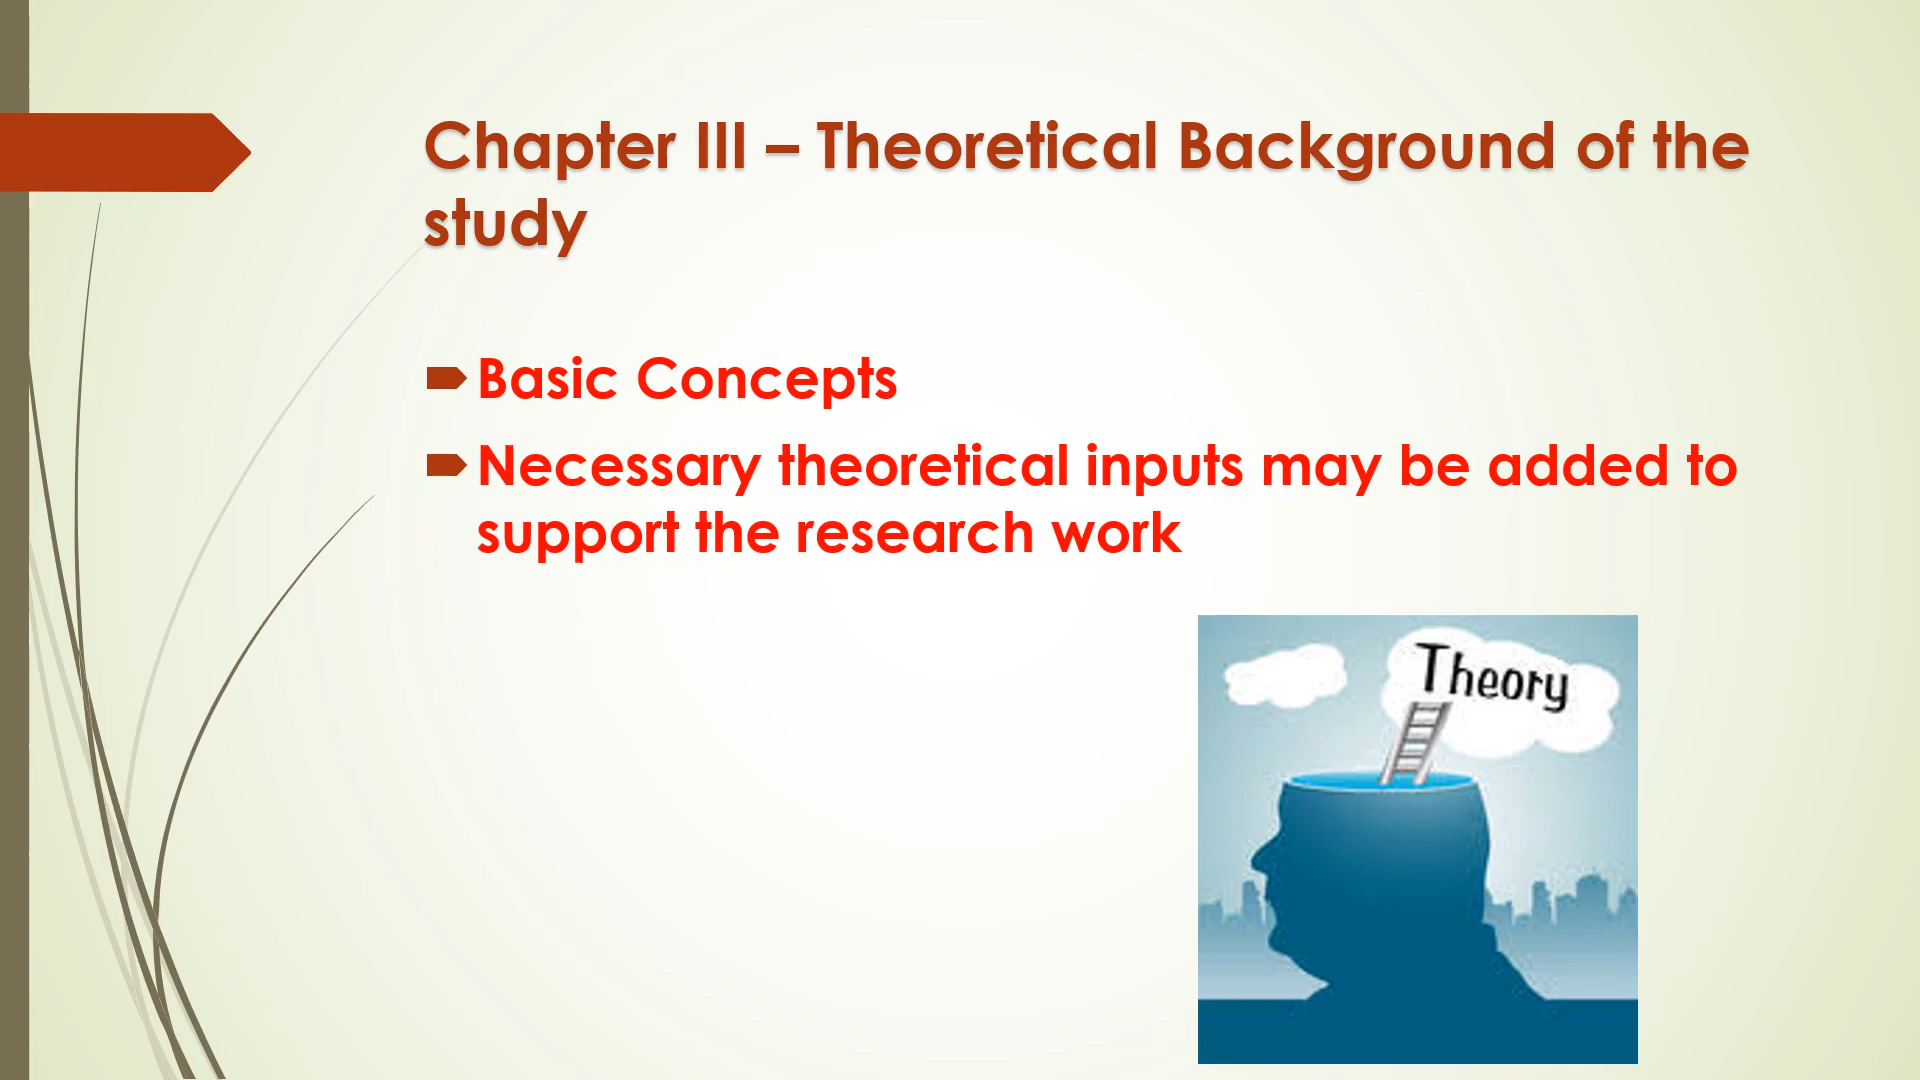 Chapter III – Theoretical Background of the
study
Basic Concepts
Necessary theoretical inputs may be added to
support the research work
Theory